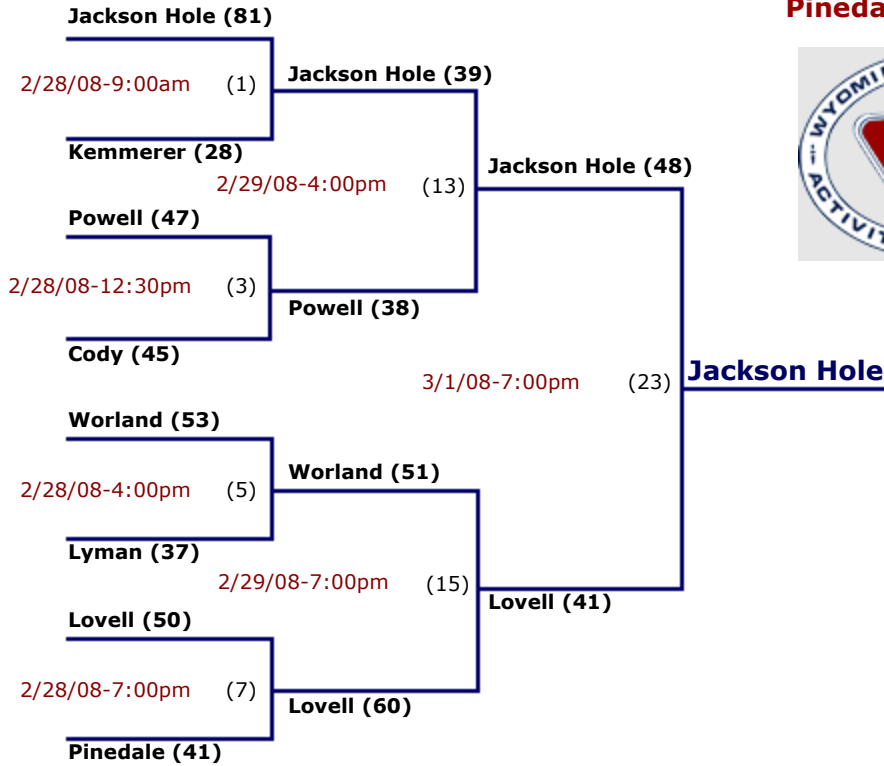 Jackson Hole (81)
2/28/08-9:00am (1)
Kemmerer (28)
Jackson Hole (39)
2/29/08-4:00pm (13)
Powell (47)
2/28/08-12:30pm (3)
Cody (45)
Powell (38)
Jackson Hole (48)
3/1/08-7:00pm (23)
Jackson Hole
Worland (53)
2/28/08-4:00pm (5)
Lyman (37)
Worland (51)
2/29/08-7:00pm (15)
Lovell (41)
Lovell (50)
2/28/08-7:00pm (7)
Pinedale (41)
Lovell (60)
Pineda
WYOMIN
ACTIVIT